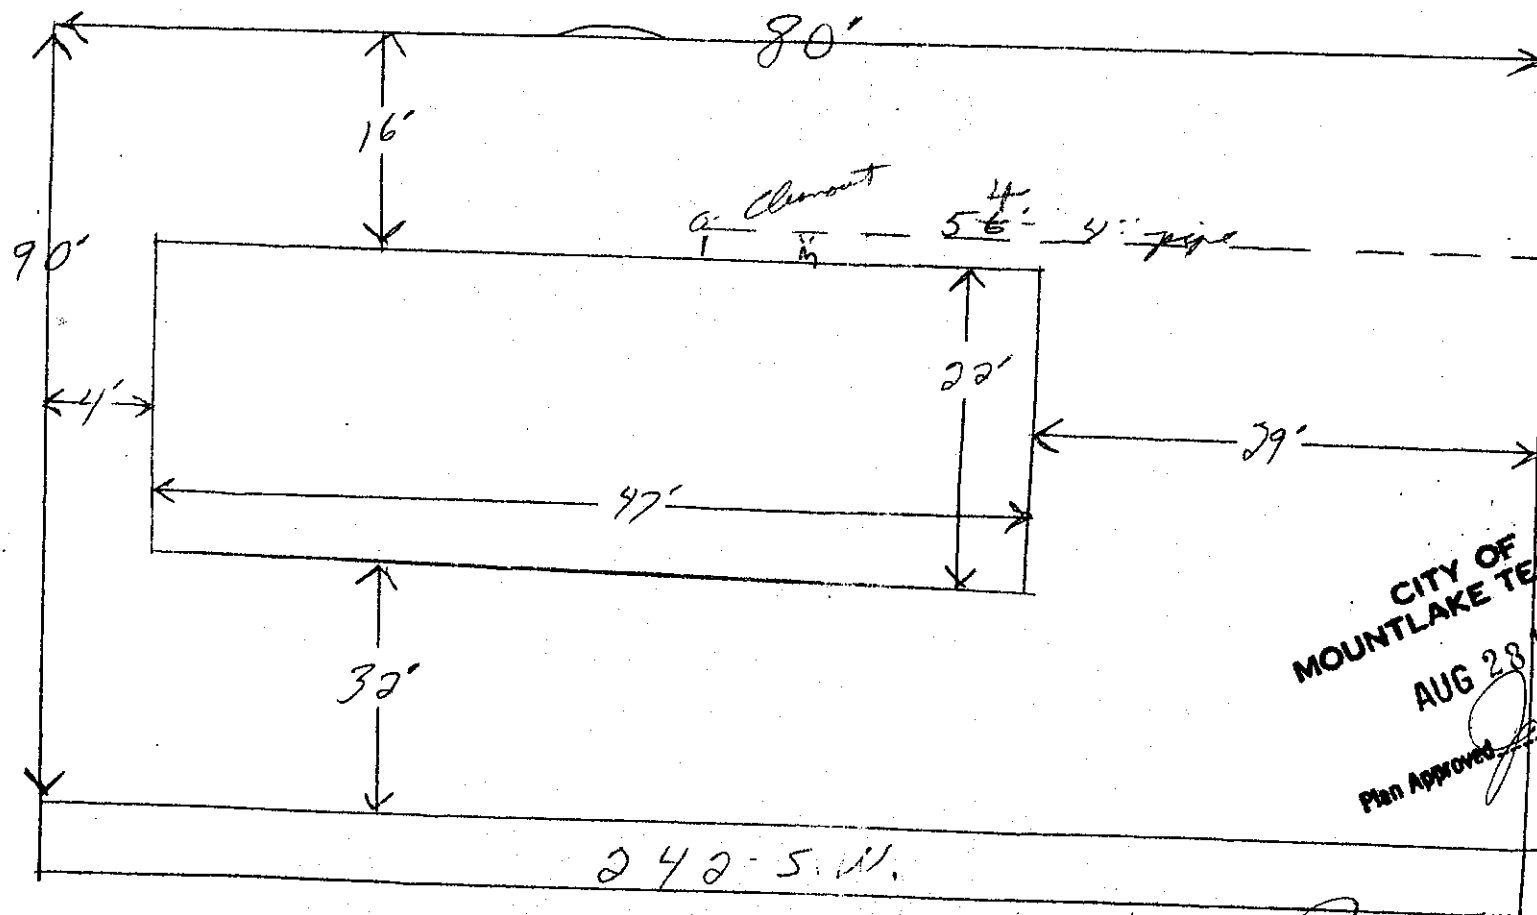 80'
16'
Cleanout
4
56' - 4" pipe
90'
22'
4'
29'
47'
CITY OF
MOUNTLAKE TE
32'
AUG 28
Plan Approved
242 - S.W.